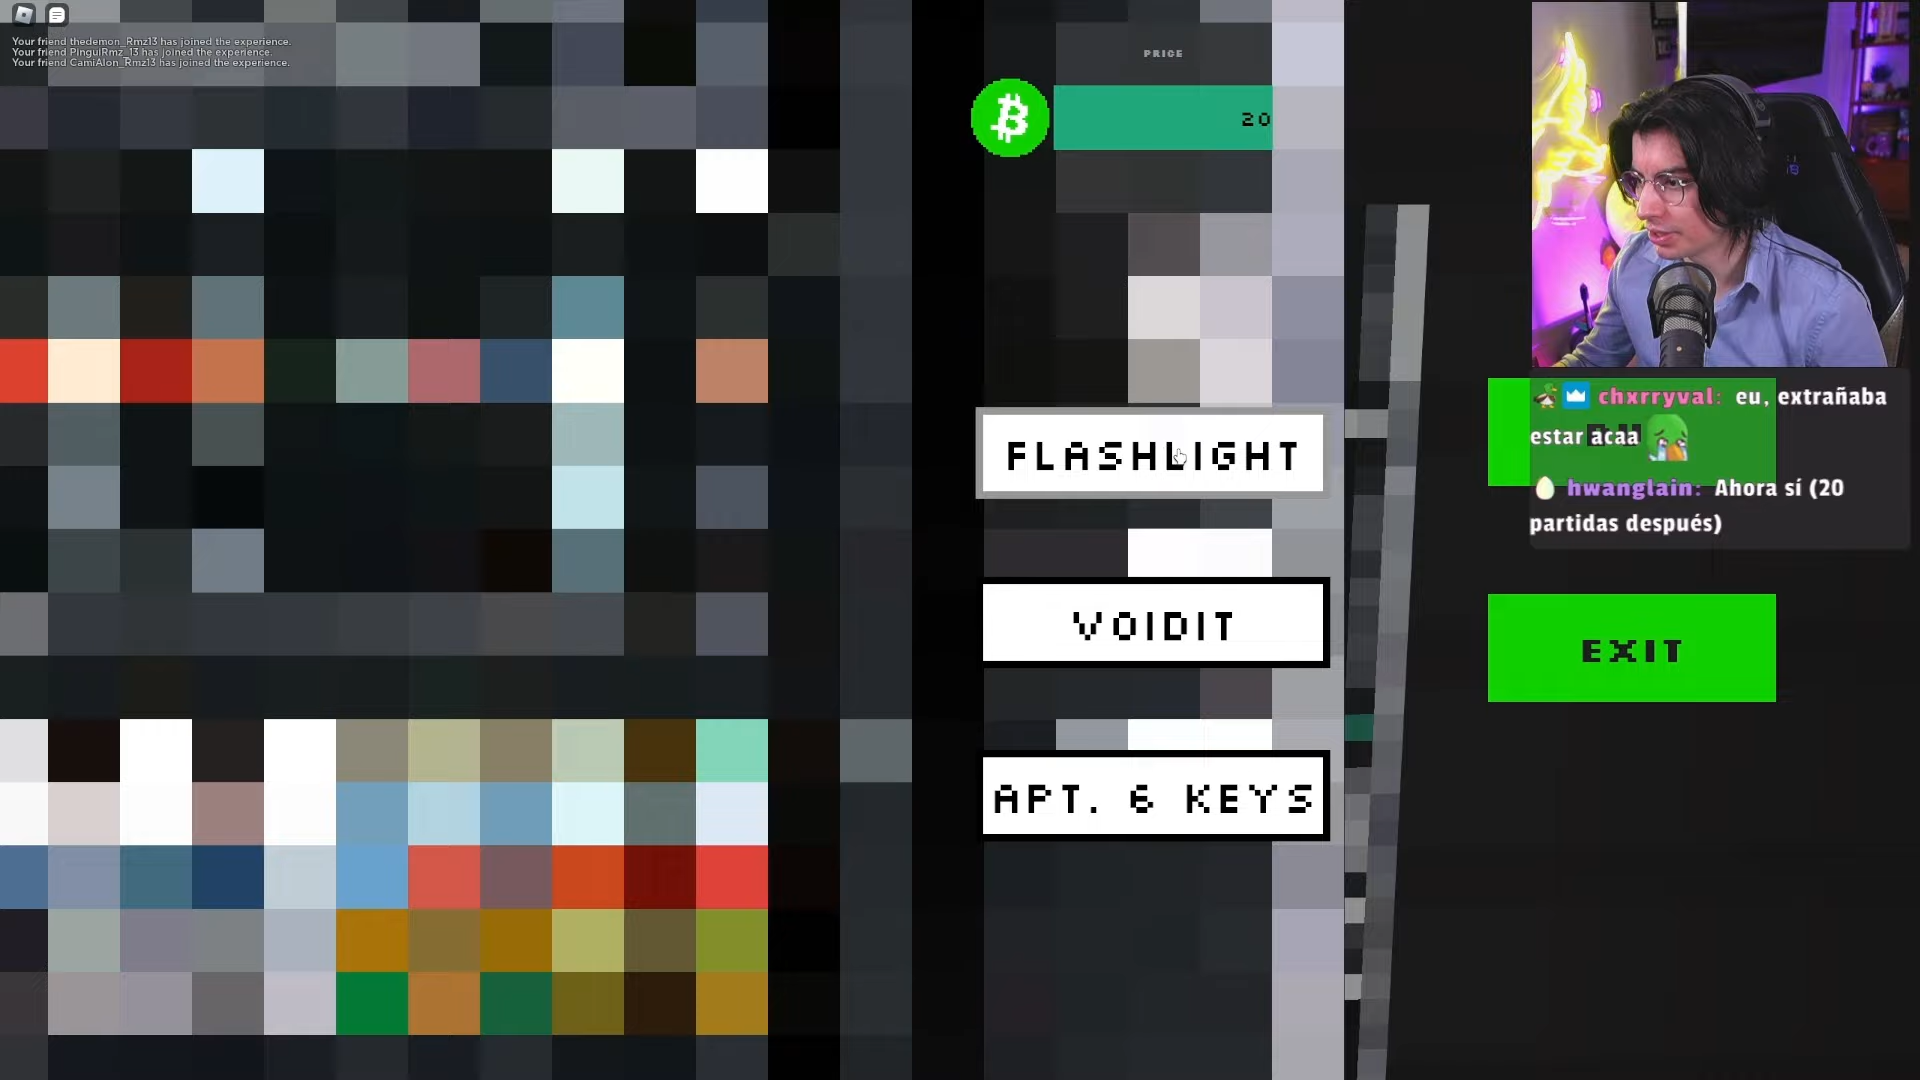 Your friend thedemon_Rmz13 has joined the experience.
Your friend PinguiRmz_13 has joined the experience.
Your friend CamiAlon_Rmz13 has joined the experience.
PRICE
20
FLASHLIGHT
VOIDIT
APT. 6 KEYS
chxrryval: eu, extrañaba
estar acaa
hwanglain: Ahora sí (20
partidas después)
EXIT